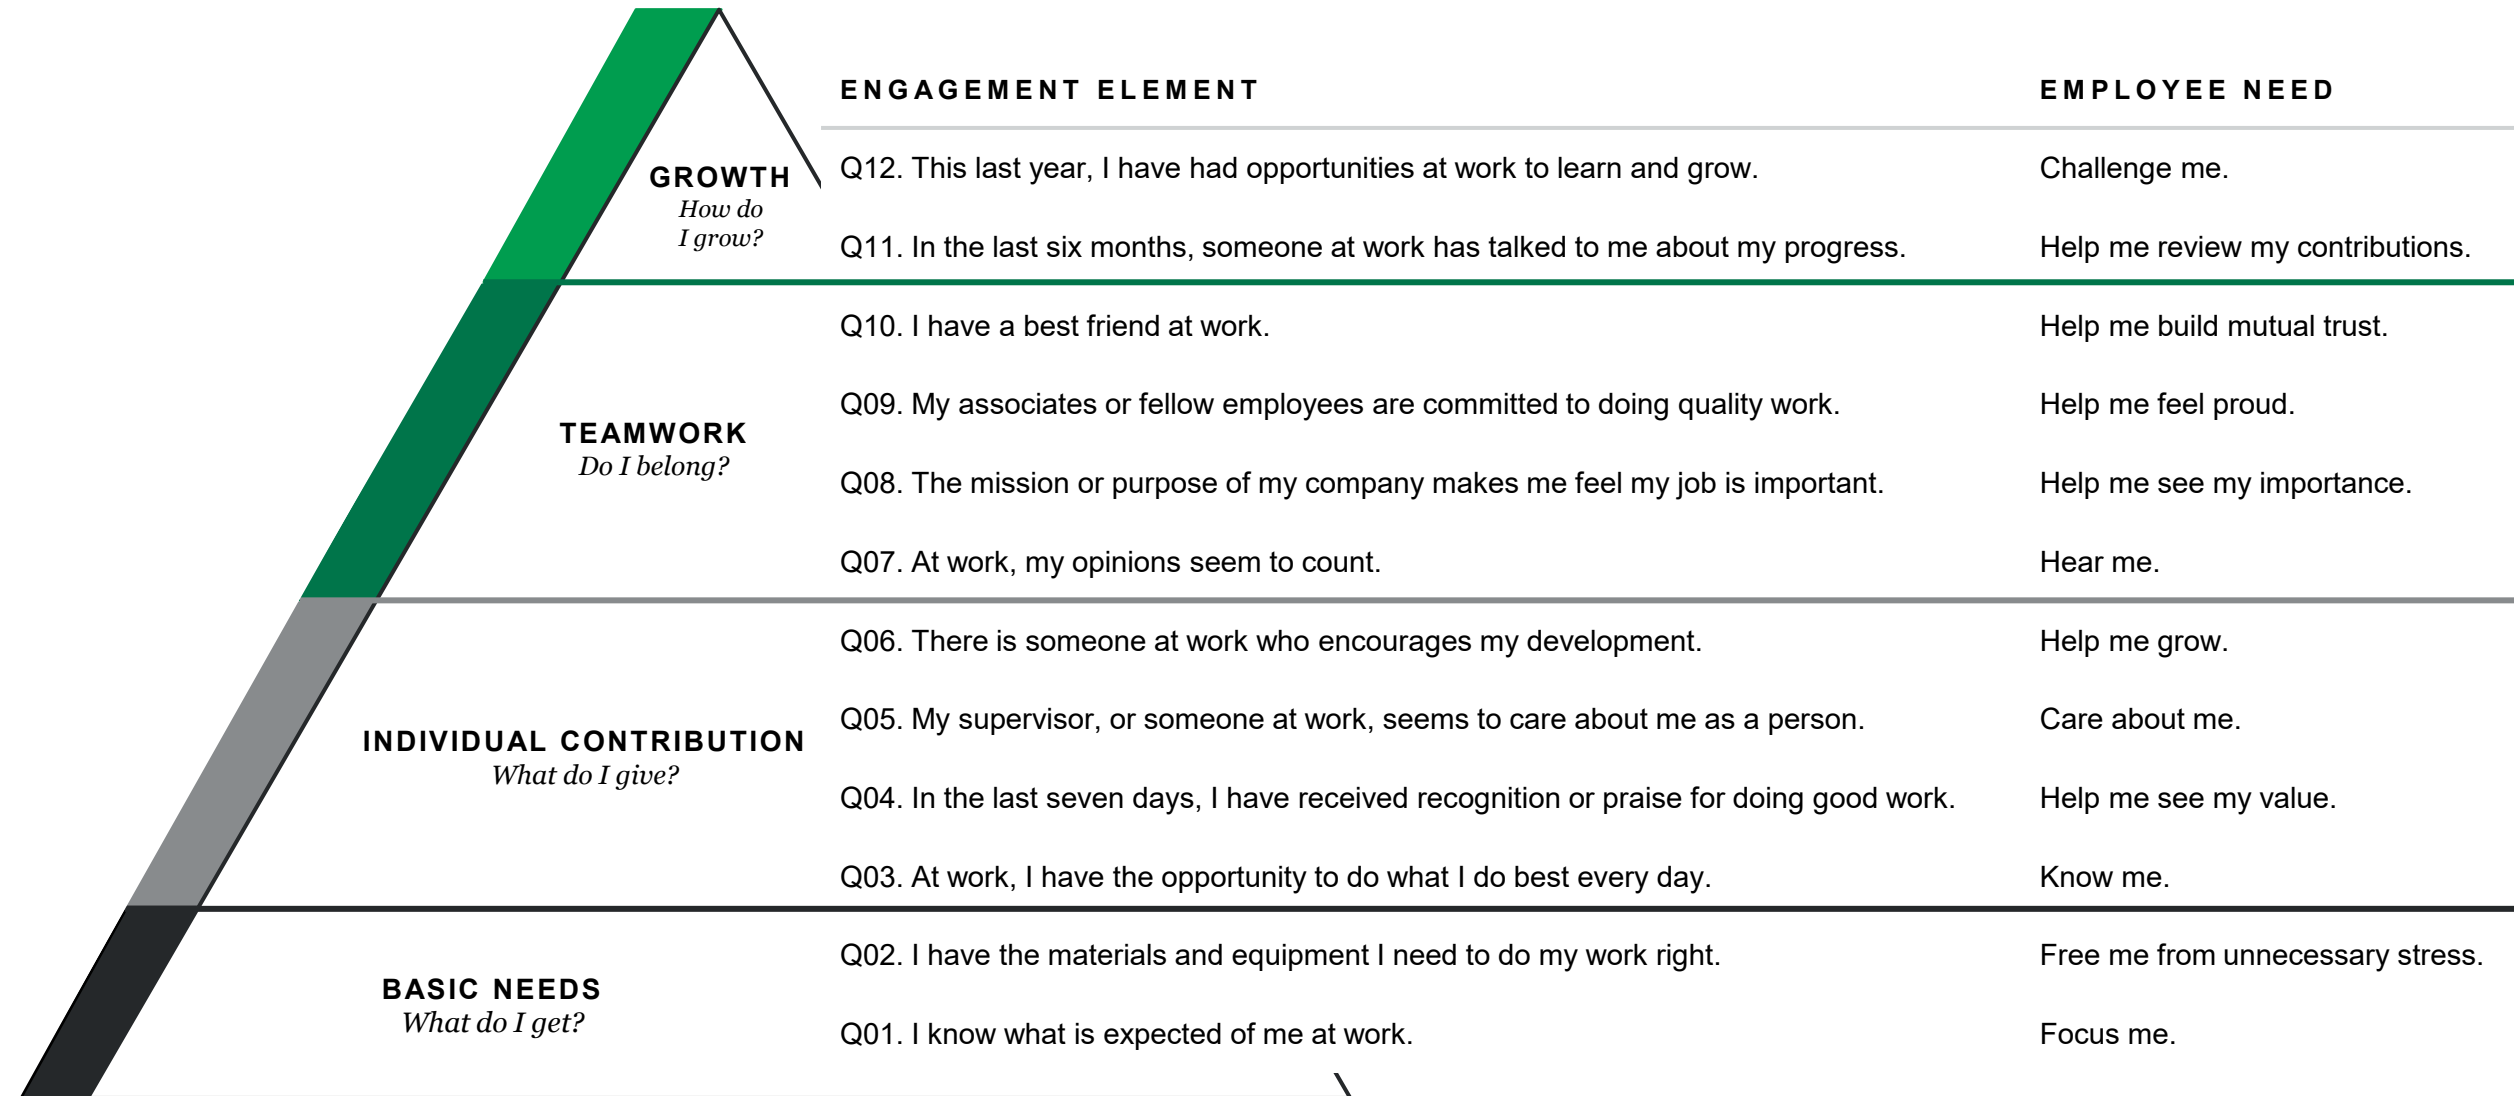 ENGAGEMENT ELEMENT EMPLOYEE NEED
GROWTH
How do
I grow?
Q12. This last year, I have had opportunities at work to learn and grow. Challenge me.
Q11. In the last six months, someone at work has talked to me about my progress. Help me review my contributions.
TEAMWORK
Do I belong?
Q10. I have a best friend at work. Help me build mutual trust.
Q09. My associates or fellow employees are committed to doing quality work. Help me feel proud.
Q08. The mission or purpose of my company makes me feel my job is important. Help me see my importance.
Q07. At work, my opinions seem to count. Hear me.
INDIVIDUAL CONTRIBUTION
What do I give?
Q06. There is someone at work who encourages my development. Help me grow.
Q05. My supervisor, or someone at work, seems to care about me as a person. Care about me.
Q04. In the last seven days, I have received recognition or praise for doing good work. Help me see my value.
Q03. At work, I have the opportunity to do what I do best every day. Know me.
BASIC NEEDS
What do I get?
Q02. I have the materials and equipment I need to do my work right. Free me from unnecessary stress.
Q01. I know what is expected of me at work. Focus me.